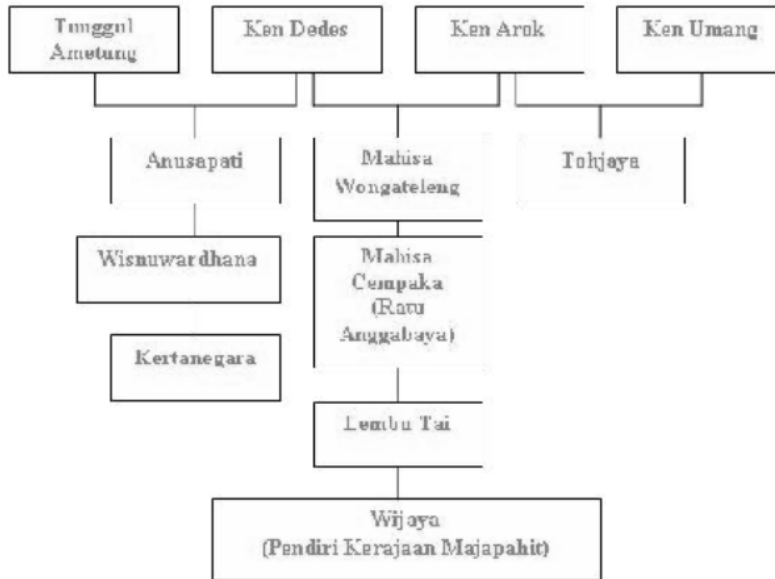 Tunggul
Ametung
Ken Dedes
Ken Arok
Ken Umang
Anusapati
Mahisa
Wongateleng
Tohjaya
Wisnuwardhana
Mahisa
Cempaka
(Ratu
Anggabaya)
Kertanegara
Lembu Tai
Wijaya
(Pendiri Kerajaan Majapahit)